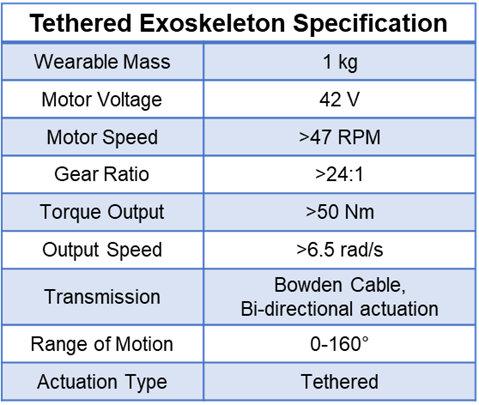 Tethered Exoskeleton Specification
Wearable Mass 1 kg
Motor Voltage 42 V
Motor Speed >47 RPM
Gear Ratio >24:1
Torque Output >50 Nm
Output Speed >6.5 rad/s
Transmission Bowden Cable,
Bi-directional actuation
Range of Motion 0-160°
Actuation Type Tethered